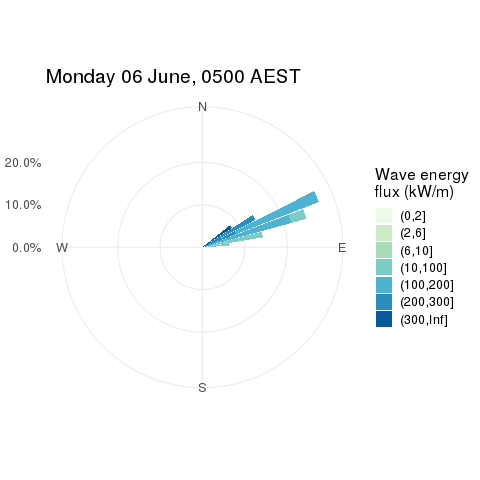 Monday 06 June, 0500 AEST
N
20.0%
10.0%
0.0%
W
E
S
Wave energy
flux (kW/m)
(0,2]
(2,6]
(6,10]
(10,100]
(100,200]
(200,300]
(300,Inf]